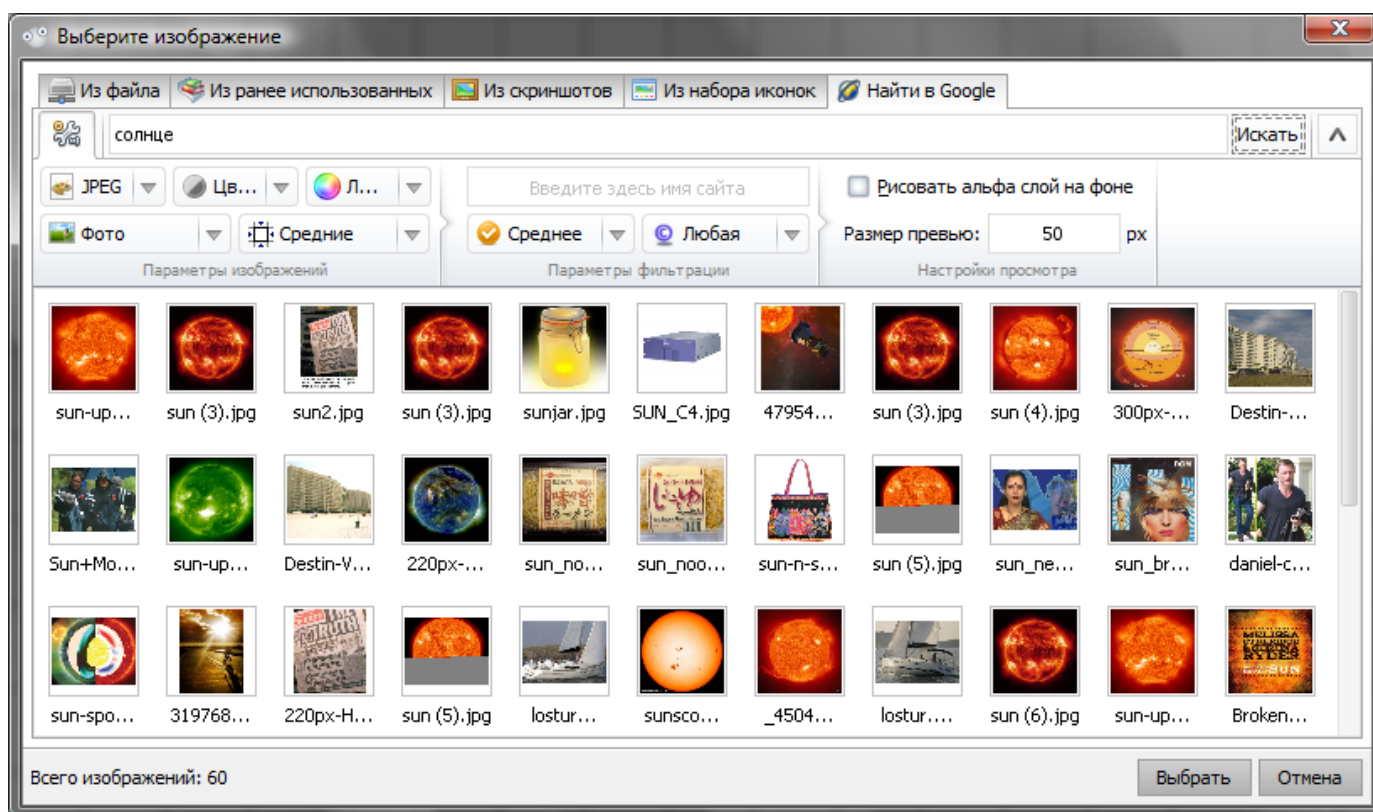 Выберите изображение
Из файла Из ранее использованных Из скриншотов Из набора иконок Найти в Google
солнце Искать
JPEG Цв... Л... Введите здесь имя сайта Рисовать альфа слой на фоне
Фото Средние Среднее Любая Размер превью: 50 px
Параметры изображений Параметры фильтрации Настройки просмотра
sun-up... sun (3).jpg sun2.jpg sun (3).jpg sunjar.jpg SUN_C4.jpg 47954... sun (3).jpg sun (4).jpg 300px-... Destin-...
Sun+Mo... sun-up... Destin-V... 220px-... sun_no... sun_noo... sun-n-s... sun (5).jpg sun_ne... sun_br... daniel-c...
sun-spo... 319768... 220px-H... sun (5).jpg lostur... sunsco... _4504... lostur.... sun (6).jpg sun-up... Broken...
Всего изображений: 60 Выбрать Отмена